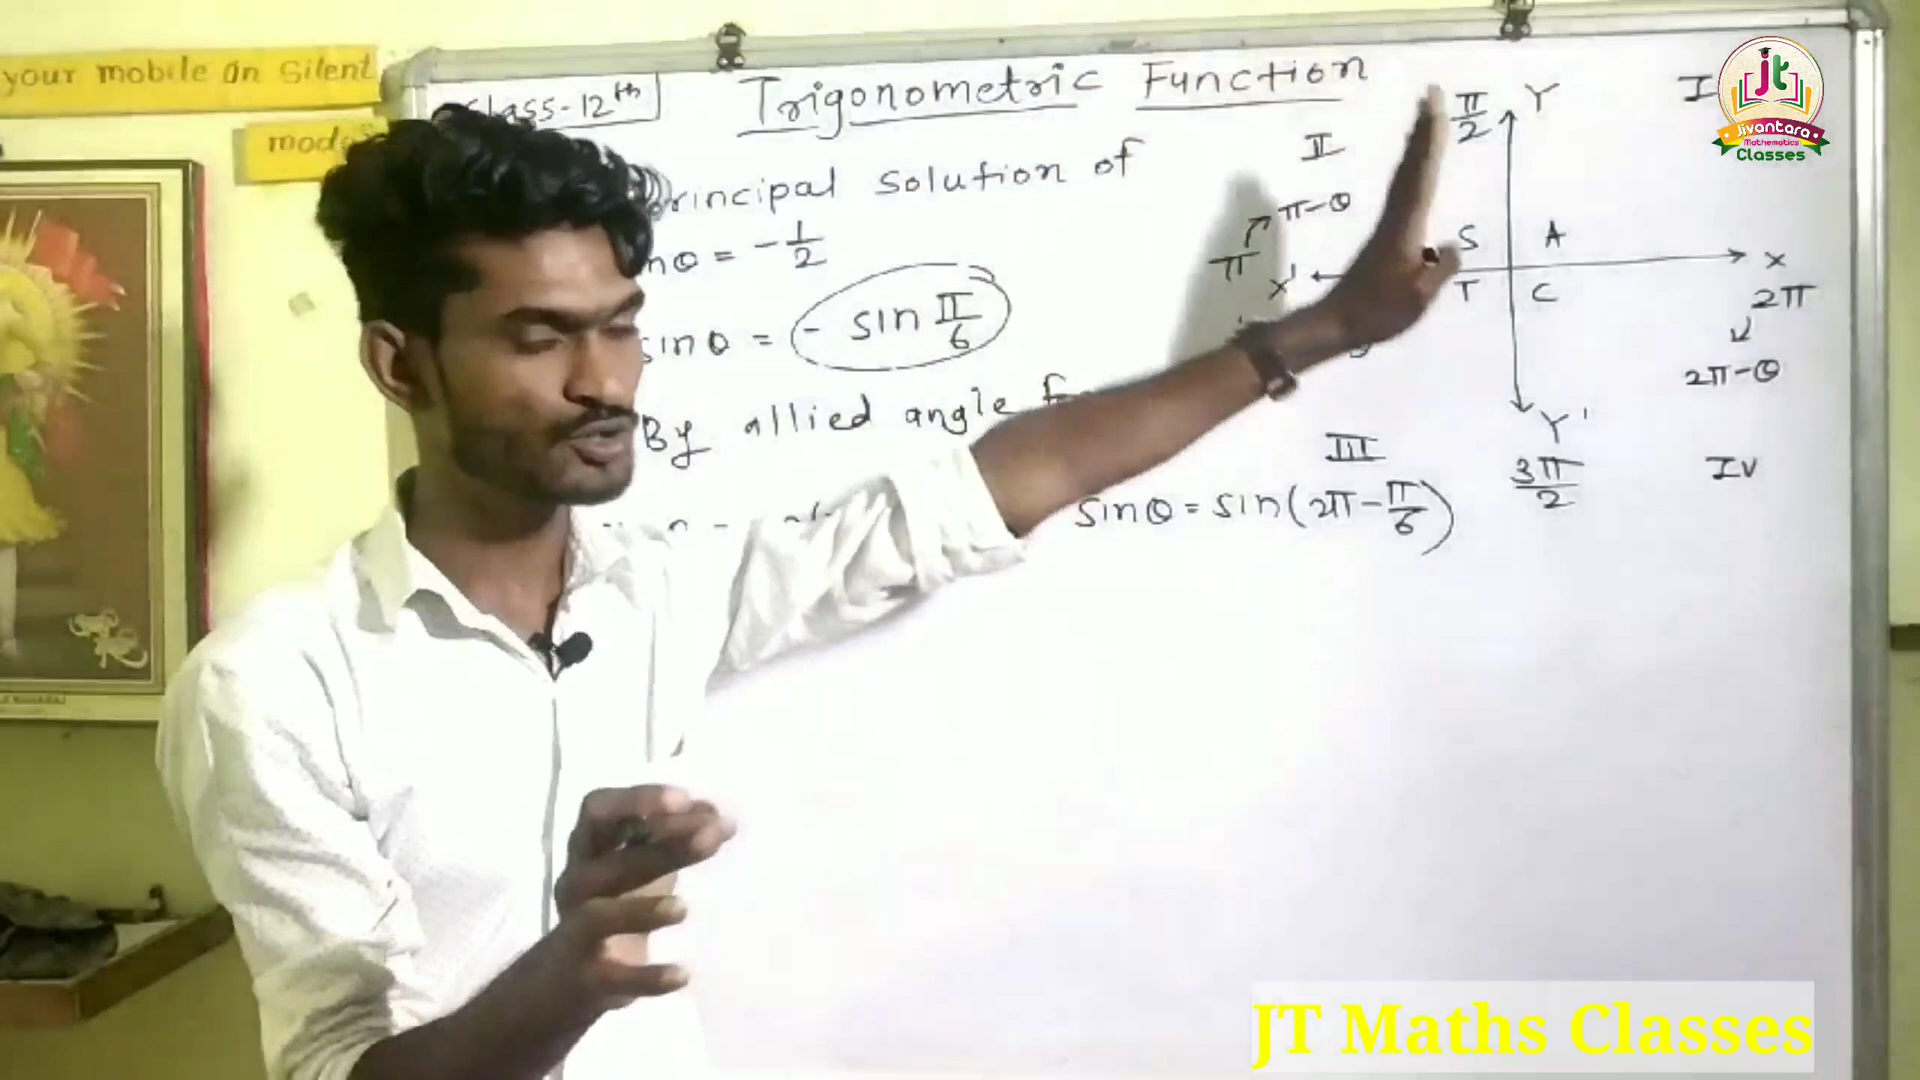 your mobile On Silent
mode
Class-12th
Trigonometric Function
Principal Solution of
sinθ = -1/2
sinθ = - sin π/6
By allied angle
sinθ = sin(2π - π/6)
π/2
Y
I
II
π-θ
π
X'
S A
T C
X
2π
2π-θ
Y'
III
3π/2
IV
jt
Jivantara
Mathematics
Classes
JT Maths Classes